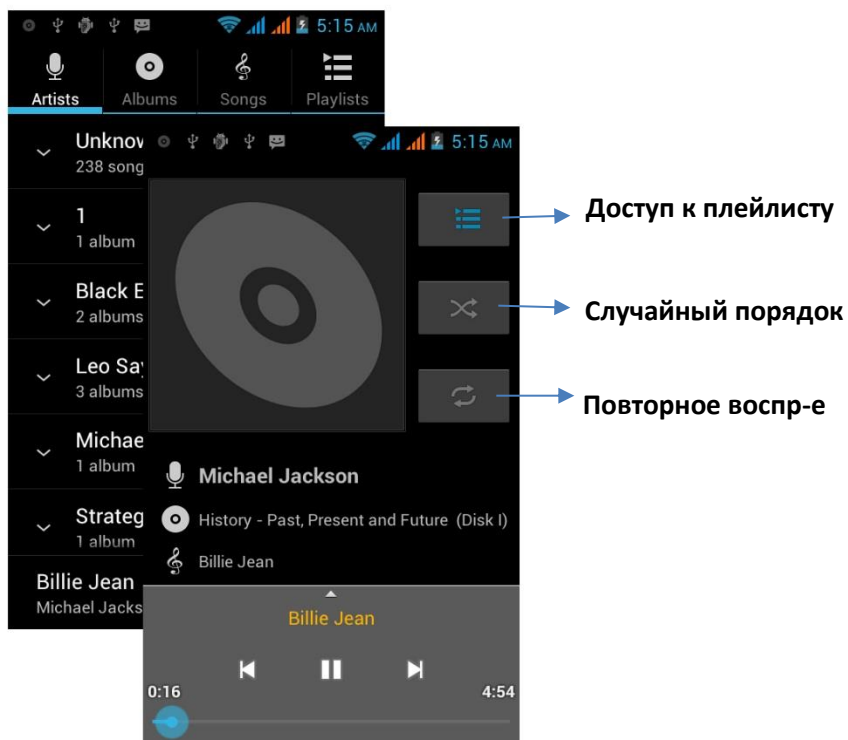 5:15 AM
Artists Albums Songs Playlists
238 song
1
1 album
Black E
2 albums
Leo Say
3 albums
Michae
1 album
Strateg
1 album
Billie Jean
Michael Jacks
5:15 AM
Michael Jackson
History - Past, Present and Future (Disk I)
Billie Jean
Billie Jean
0:16 4:54
Доступ к плейлисту
Случайный порядок
Повторное воспр-е